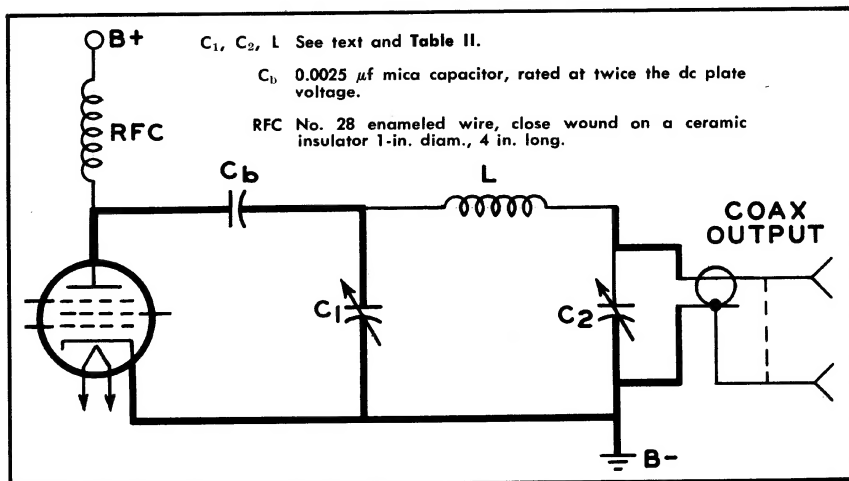 B+
C₁, C₂, L See text and Table II.
C_b 0.0025 μf mica capacitor, rated at twice the dc plate
voltage.
RFC No. 28 enameled wire, close wound on a ceramic
insulator 1-in. diam., 4 in. long.
RFC
Cb
L
COAX
OUTPUT
C1
C2
B-